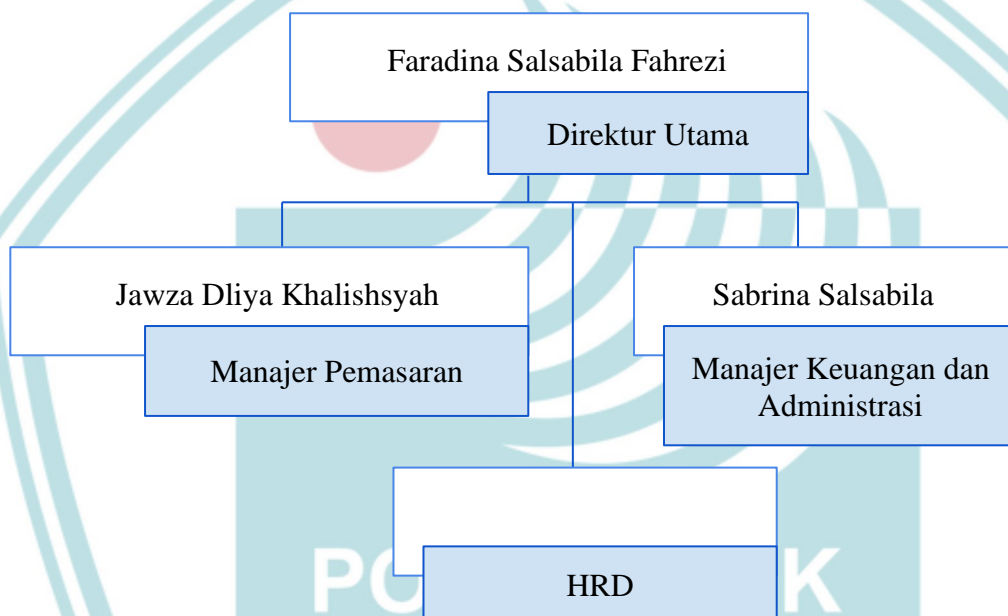 Faradina Salsabila Fahrezi
Direktur Utama
Jawza Dliya Khalishsyah
Sabrina Salsabila
Manajer Pemasaran
Manajer Keuangan dan
Administrasi
HRD